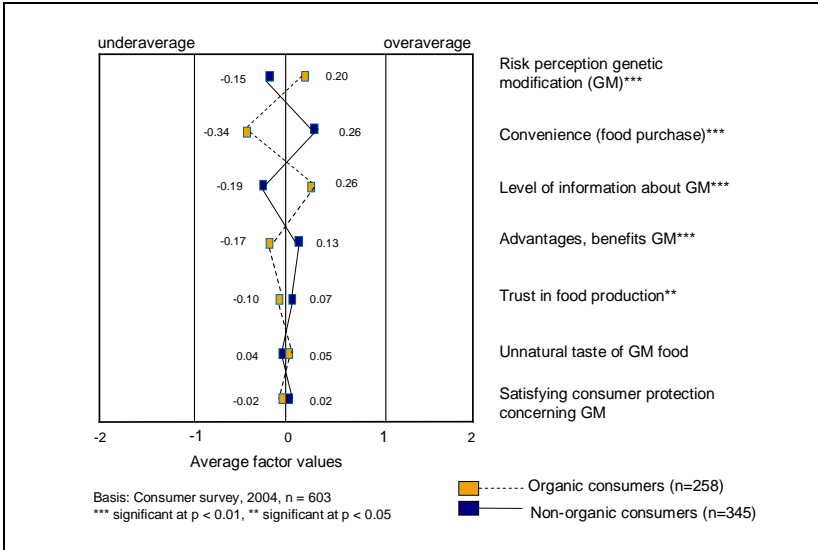 underaverage overaverage
-0.15 0.20 Risk perception genetic
modification (GM)***
-0.34 0.26 Convenience (food purchase)***
-0.19 0.26 Level of information about GM***
-0.17 0.13 Advantages, benefits GM***
-0.10 0.07 Trust in food production**
0.04 0.05 Unnatural taste of GM food
-0.02 0.02 Satisfying consumer protection
concerning GM
-2 -1 0 1 2
Average factor values
Basis: Consumer survey, 2004, n = 603
*** significant at p < 0.01, ** significant at p < 0.05
Organic consumers (n=258)
Non-organic consumers (n=345)